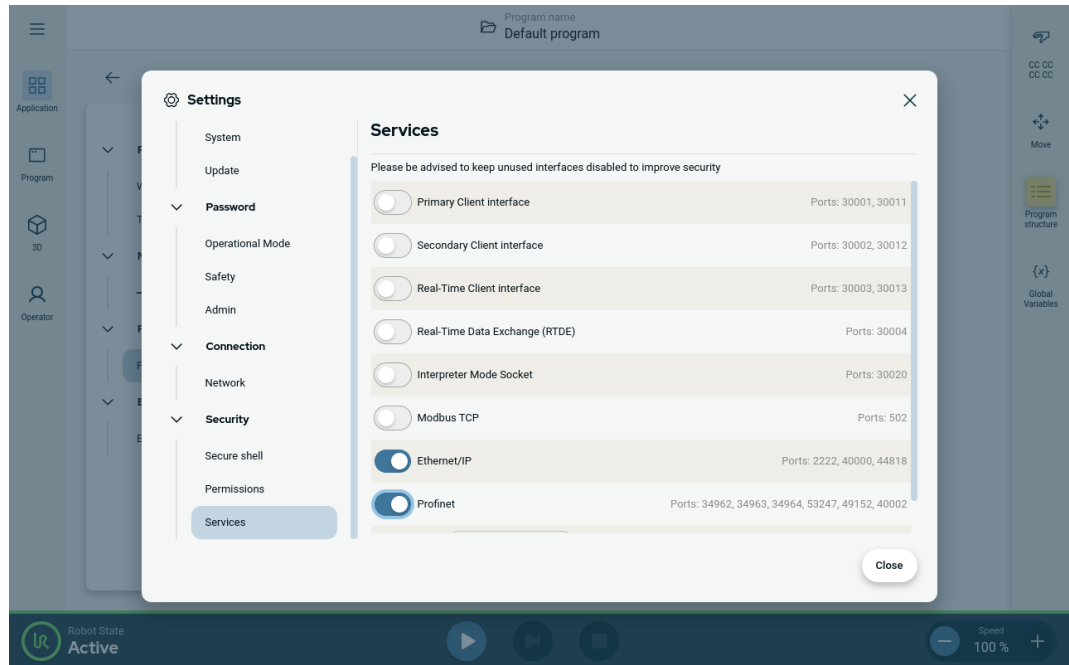 Program name
Default program
Application
Program
3D
Operator
CC CC
CC CC
Move
Program
structure
{x}
Global
Variables
Settings
System
Update
Password
Operational Mode
Safety
Admin
Connection
Network
Security
Secure shell
Permissions
Services
Services
Please be advised to keep unused interfaces disabled to improve security
Primary Client interface Ports: 30001, 30011
Secondary Client interface Ports: 30002, 30012
Real-Time Client interface Ports: 30003, 30013
Real-Time Data Exchange (RTDE) Ports: 30004
Interpreter Mode Socket Ports: 30020
Modbus TCP Ports: 502
Ethernet/IP Ports: 2222, 40000, 44818
Profinet Ports: 34962, 34963, 34964, 53247, 49152, 40002
Close
Robot State
Active
Speed
100 %